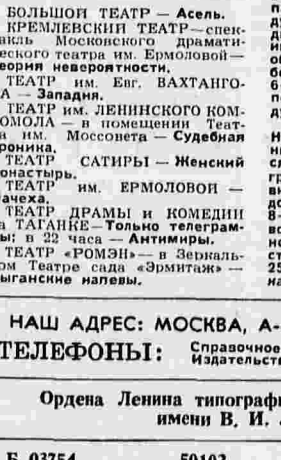 БОЛЬШОЙ ТЕАТР — Асель.
КРЕМЛЕВСКИЙ ТЕАТР — спек-
акль Московского драмати-
еского театра им. Ермоловой —
еория невероятности.
ТЕАТР им. Евг. ВАХТАНГО-
А — Западня.
ТЕАТР им. ЛЕНИНСКОГО КОМ-
ОМОЛА — в помещении Теат-
а им. Моссовета — Судебная
роника.
ТЕАТР САТИРЫ — Женский
онастырь.
ТЕАТР им. ЕРМОЛОВОЙ —
ачеха.
ТЕАТР ДРАМЫ И КОМЕДИИ
а ТАГАНКЕ — Только телеграм-
ы; в 22 часа — Антимиры.
ТЕАТР «РОМЭН» — в Зеркаль-
ом Театре сада «Эрмитаж» —
ыганские напевы.
НАШ АДРЕС: МОСКВА, А-
ТЕЛЕФОНЫ: Справочное
Издательств
Ордена Ленина типографи
имени В. И.
Б 03754 50102